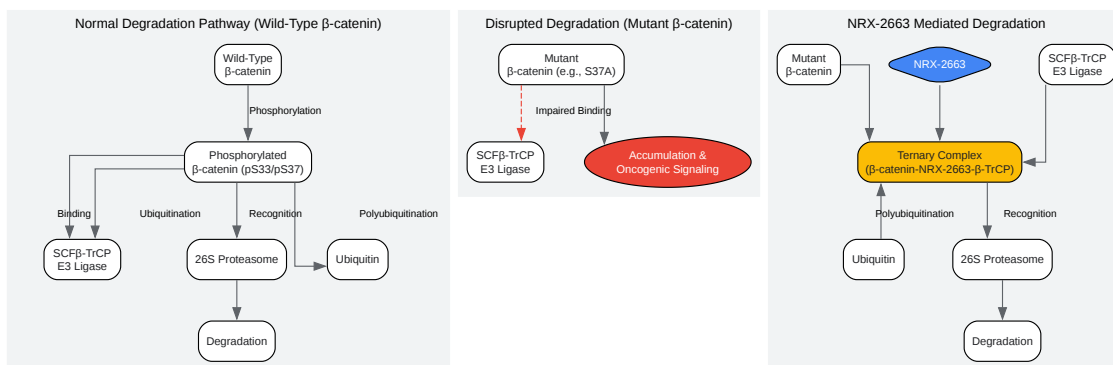 Normal Degradation Pathway (Wild-Type β-catenin)
Wild-Type
β-catenin
Phosphorylation
Phosphorylated
β-catenin (pS33/pS37)
Binding
Ubiquitination
Recognition
Polyubiquitination
SCFβ-TrCP
E3 Ligase
26S Proteasome
Ubiquitin
Degradation
Disrupted Degradation (Mutant β-catenin)
Mutant
β-catenin (e.g., S37A)
Impaired Binding
SCFβ-TrCP
E3 Ligase
Accumulation &
Oncogenic Signaling
NRX-2663 Mediated Degradation
Mutant
β-catenin
NRX-2663
SCFβ-TrCP
E3 Ligase
Ternary Complex
(β-catenin-NRX-2663-β-TrCP)
Polyubiquitination
Recognition
Ubiquitin
26S Proteasome
Degradation